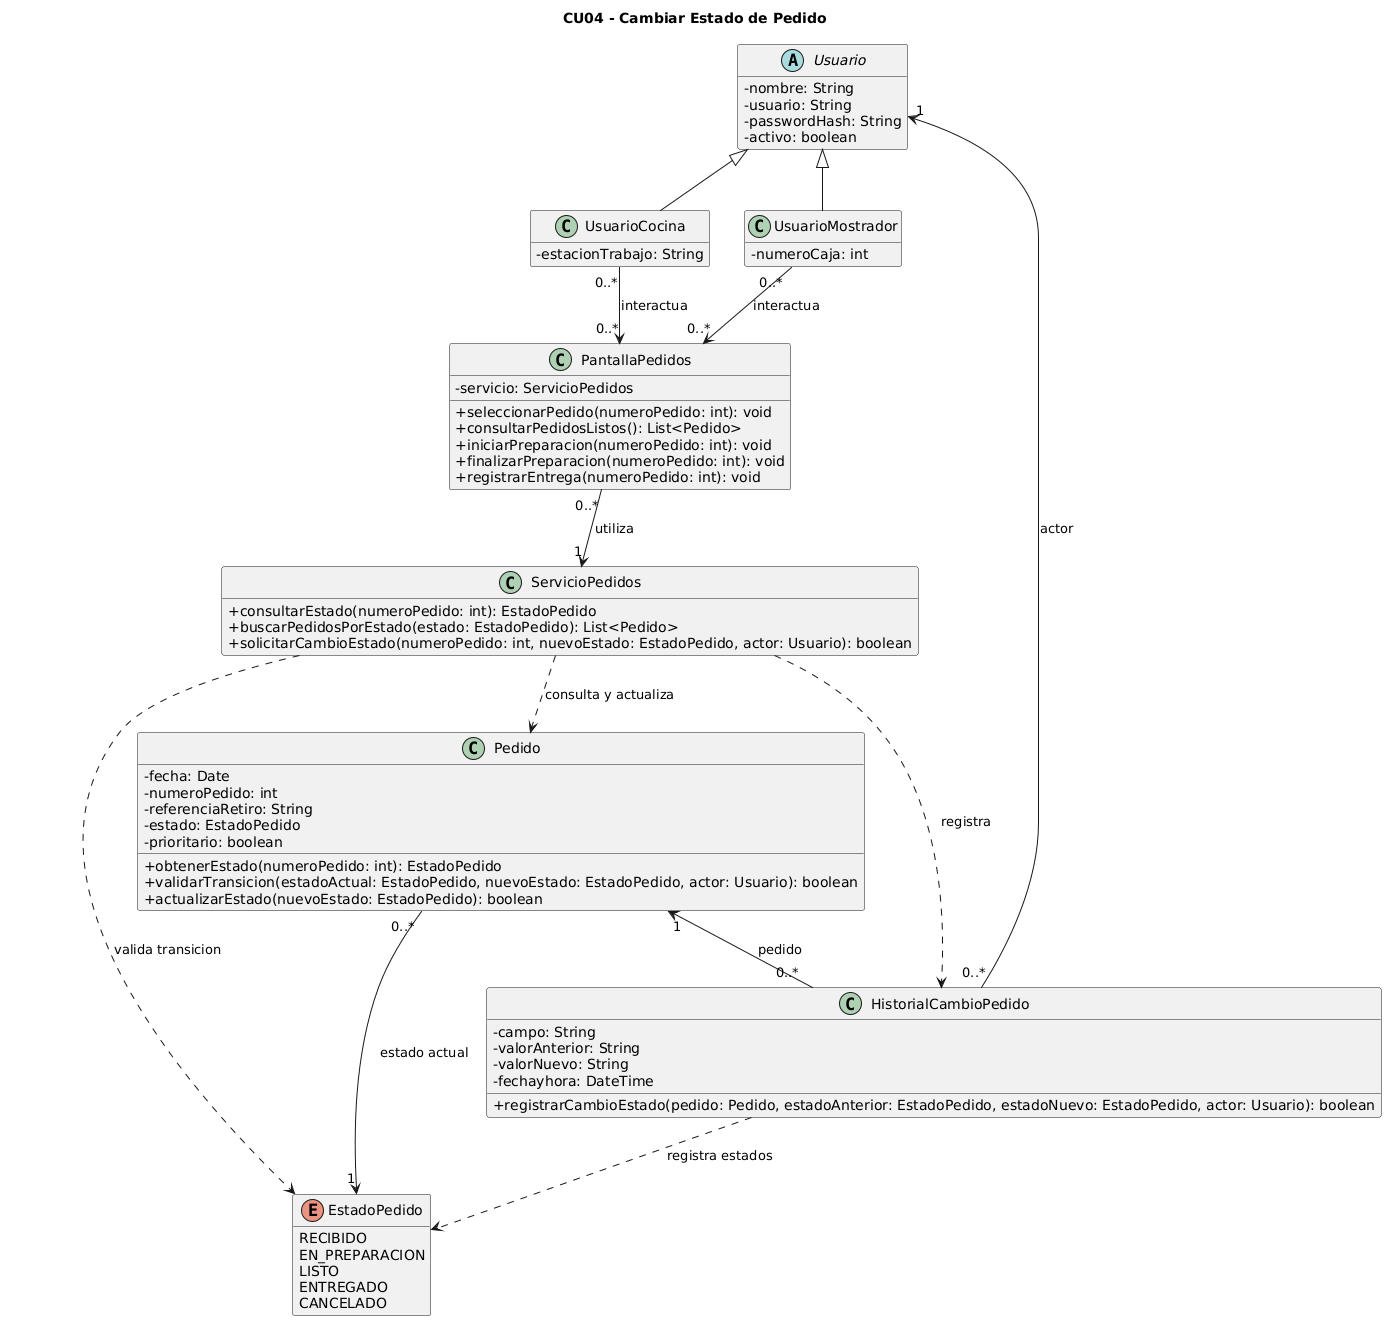 CU04 - Cambiar Estado de Pedido
A Usuario
-nombre: String
-usuario: String
-passwordHash: String
-activo: boolean
1
C UsuarioCocina
-estacionTrabajo: String
C UsuarioMostrador
-numeroCaja: int
0..*
0..*
interactua
interactua
0..*
0..*
C PantallaPedidos
-servicio: ServicioPedidos
+seleccionarPedido(numeroPedido: int): void
+consultarPedidosListos(): List<Pedido>
+iniciarPreparacion(numeroPedido: int): void
+finalizarPreparacion(numeroPedido: int): void
+registrarEntrega(numeroPedido: int): void
0..*
utiliza
actor
1
C ServicioPedidos
+consultarEstado(numeroPedido: int): EstadoPedido
+buscarPedidosPorEstado(estado: EstadoPedido): List<Pedido>
+solicitarCambioEstado(numeroPedido: int, nuevoEstado: EstadoPedido, actor: Usuario): boolean
consulta y actualiza
C Pedido
-fecha: Date
-numeroPedido: int
-referenciaRetiro: String
-estado: EstadoPedido
-prioritario: boolean
+obtenerEstado(numeroPedido: int): EstadoPedido
+validarTransicion(estadoActual: EstadoPedido, nuevoEstado: EstadoPedido, actor: Usuario): boolean
+actualizarEstado(nuevoEstado: EstadoPedido): boolean
registra
0..*
1
valida transicion
pedido
0..*
0..*
C HistorialCambioPedido
-campo: String
-valorAnterior: String
-valorNuevo: String
-fechayhora: DateTime
+registrarCambioEstado(pedido: Pedido, estadoAnterior: EstadoPedido, estadoNuevo: EstadoPedido, actor: Usuario): boolean
estado actual
registra estados
1
E EstadoPedido
RECIBIDO
EN_PREPARACION
LISTO
ENTREGADO
CANCELADO